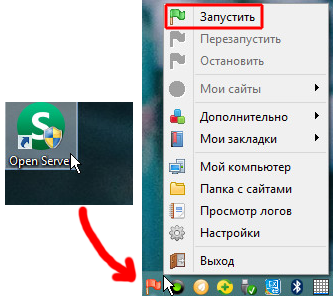 Open Server
Запустить
Перезапустить
Остановить
Мои сайты
Дополнительно
Мои закладки
Мой компьютер
Папка с сайтами
Просмотр логов
Настройки
Выход